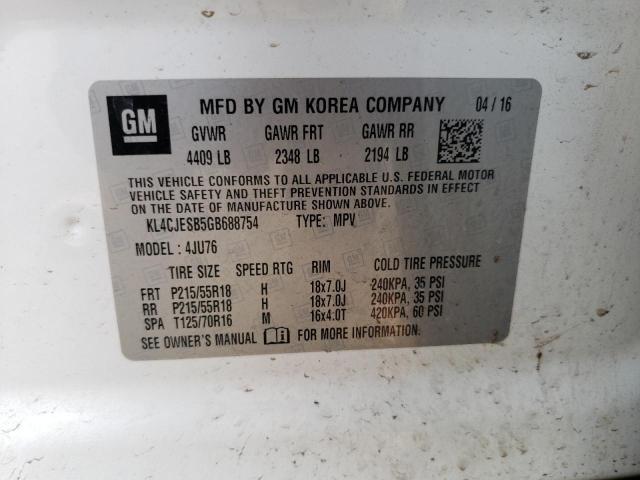 GM MFD BY GM KOREA COMPANY 04/16
GVWR GAWR FRT GAWR RR
4409 LB 2348 LB 2194 LB
THIS VEHICLE CONFORMS TO ALL APPLICABLE U.S. FEDERAL MOTOR
VEHICLE SAFETY AND THEFT PREVENTION STANDARDS IN EFFECT
ON THE DATE OF MANUFACTURE SHOWN ABOVE.
KL4CJESB5GB688754 TYPE: MPV
MODEL : 4JU76
TIRE SIZE SPEED RTG RIM COLD TIRE PRESSURE
FRT P215/55R18 H 18x7.0J 240KPA, 35 PSI
RR P215/55R18 H 18x7.0J 240KPA, 35 PSI
SPA T125/70R16 M 16x4.0T 420KPA, 60 PSI
SEE OWNER'S MANUAL FOR MORE INFORMATION.